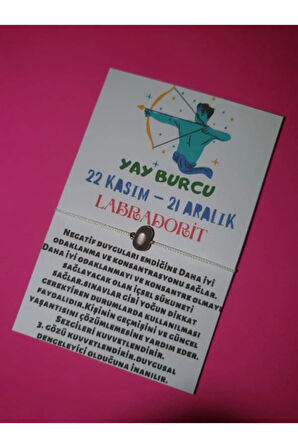 YAY BURCU
22 KASIM – 21 ARALIK
LABRADORİT
NEGATİF DUYGULARI EMDİĞİNE DAHA İYİ
ODAKLANMA VE KONSANTRASYONU SAĞLAR.
DAHA İYİ ODAKLANMAYI VE KONSANTRE OLMAYI
SAĞLAYACAK OLAN İÇSEL SÜKUNETİ
SAĞLAR.SINAVLAR GİBİ YOĞUN DİKKAT
GEREKTİREN DURUMLARDA KULLANILMASI
FAYDALIDIR.KİŞİNİN GEÇMİŞİNİ VE GÜNCEL
YAŞANTISINI ÇÖZÜMLEMESİNE YARDIM EDER.
SEZGİLERİ KUVVETLENDİRİR.
3. GÖZÜ KUVVETLENDİRİR.DUYGUSAL
DENGELEYİCİ OLDUĞUNA İNANILIR.